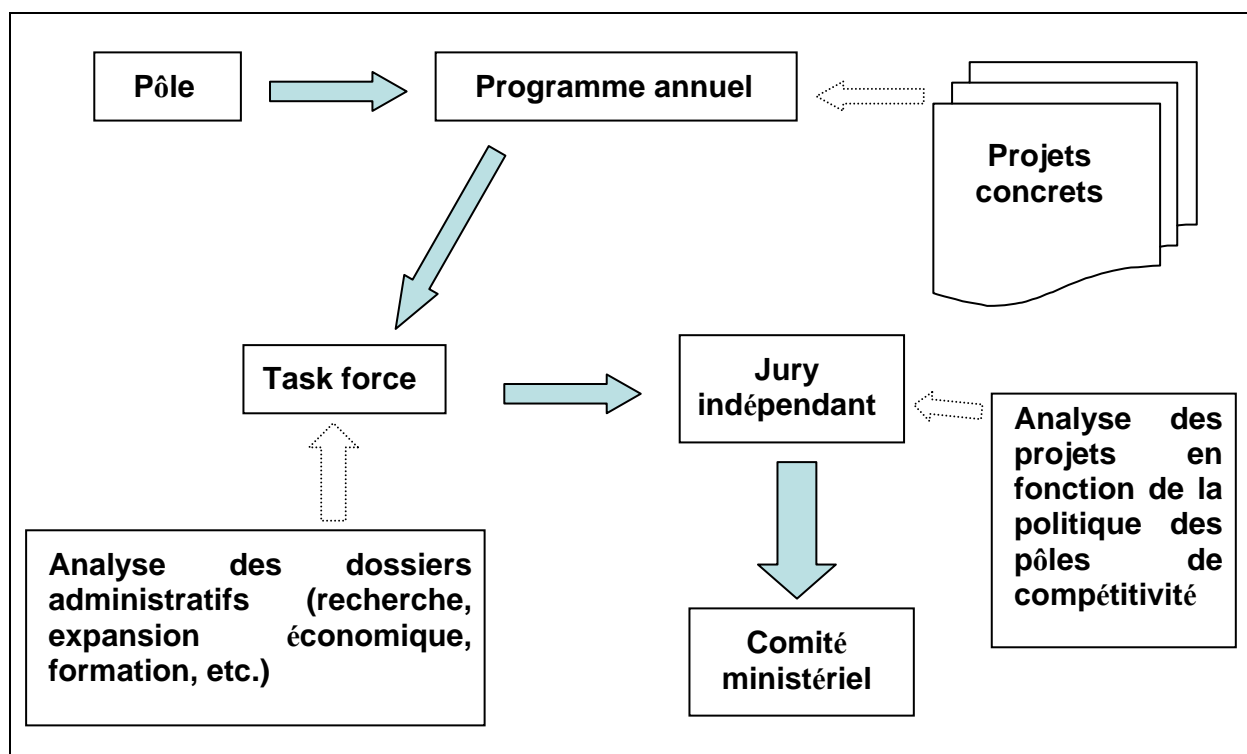 Pôle
Programme annuel
Projets
concrets
Task force
Jury
indépendant
Analyse des
projets en
fonction de la
politique des
pôles de
compétitivité
Analyse des dossiers
administratifs (recherche,
expansion économique,
formation, etc.)
Comité
ministériel